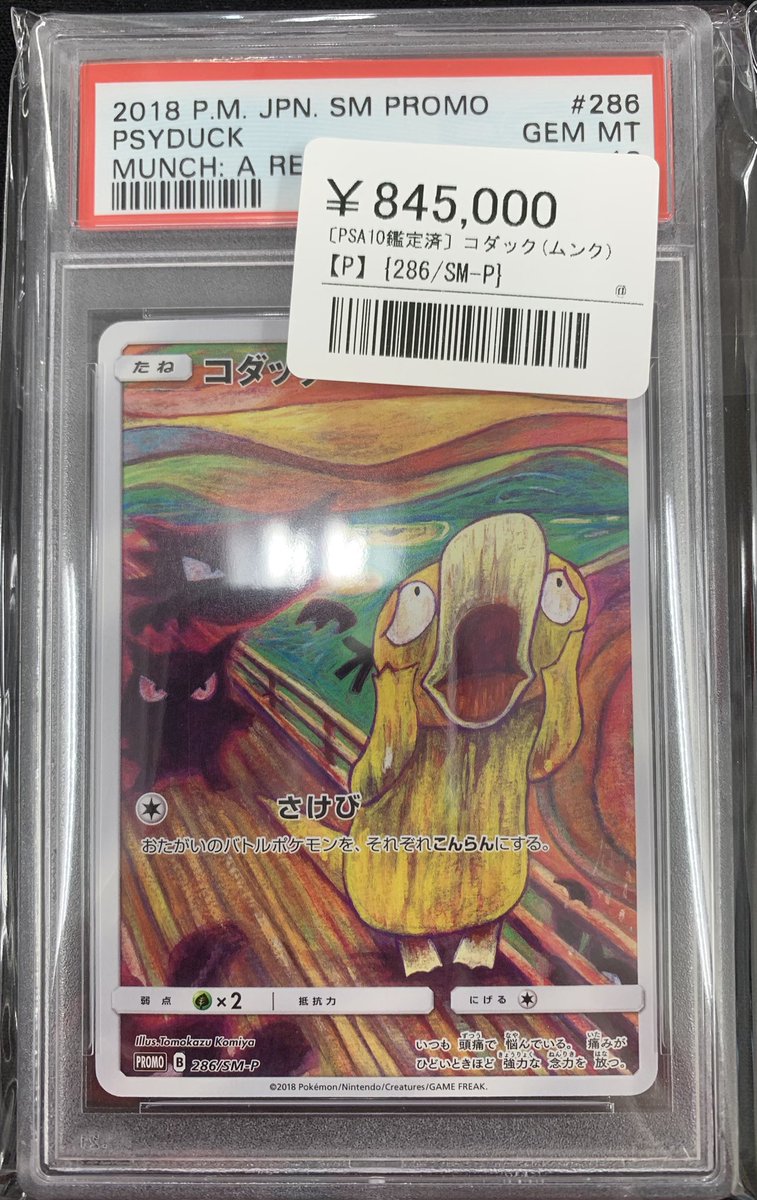 2018 P.M. JPN. SM PROMO #286
PSYDUCK GEM MT
MUNCH: A RE
¥845,000
〔PSA10鑑定済〕コダック(ムンク)
【P】{286/SM-P}
たね コダック
さけび
おたがいのバトルポケモンを、それぞれこんらんにする。
弱点 ×2 抵抗力 にげる
Illus.Tomokazu Komiya
PROMO B 286/SM-P
いつも 頭痛で 悩んでいる。 痛みが
ひどいときほど 強力な 念力を 放つ。
©2018 Pokémon/Nintendo/Creatures/GAME FREAK.